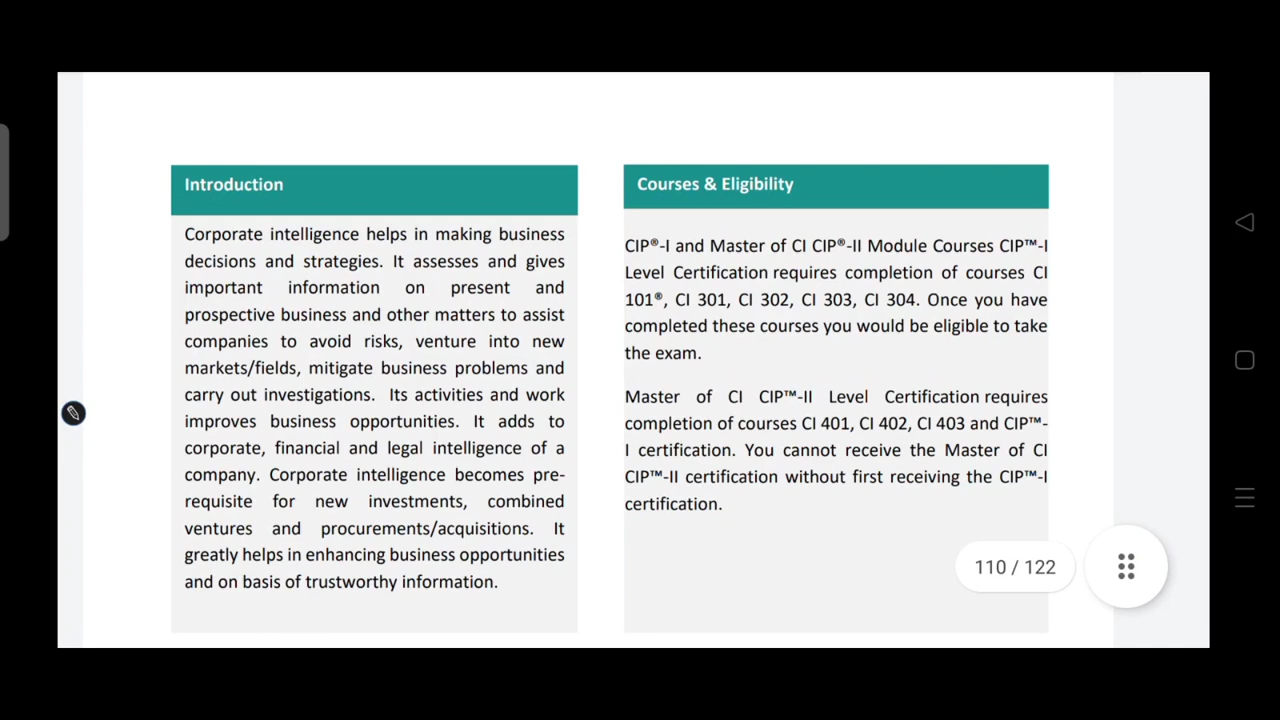 Introduction
Corporate intelligence helps in making business
decisions and strategies. It assesses and gives
important information on present and
prospective business and other matters to assist
companies to avoid risks, venture into new
markets/fields, mitigate business problems and
carry out investigations. Its activities and work
improves business opportunities. It adds to
corporate, financial and legal intelligence of a
company. Corporate intelligence becomes pre-
requisite for new investments, combined
ventures and procurements/acquisitions. It
greatly helps in enhancing business opportunities
and on basis of trustworthy information.
Courses & Eligibility
CIP®-I and Master of CI CIP®-II Module Courses CIP™-I
Level Certification requires completion of courses CI
101®, CI 301, CI 302, CI 303, CI 304. Once you have
completed these courses you would be eligible to take
the exam.
Master of CI CIP™-II Level Certification requires
completion of courses CI 401, CI 402, CI 403 and CIP™-
I certification. You cannot receive the Master of CI
CIP™-II certification without first receiving the CIP™-I
certification.
110 / 122